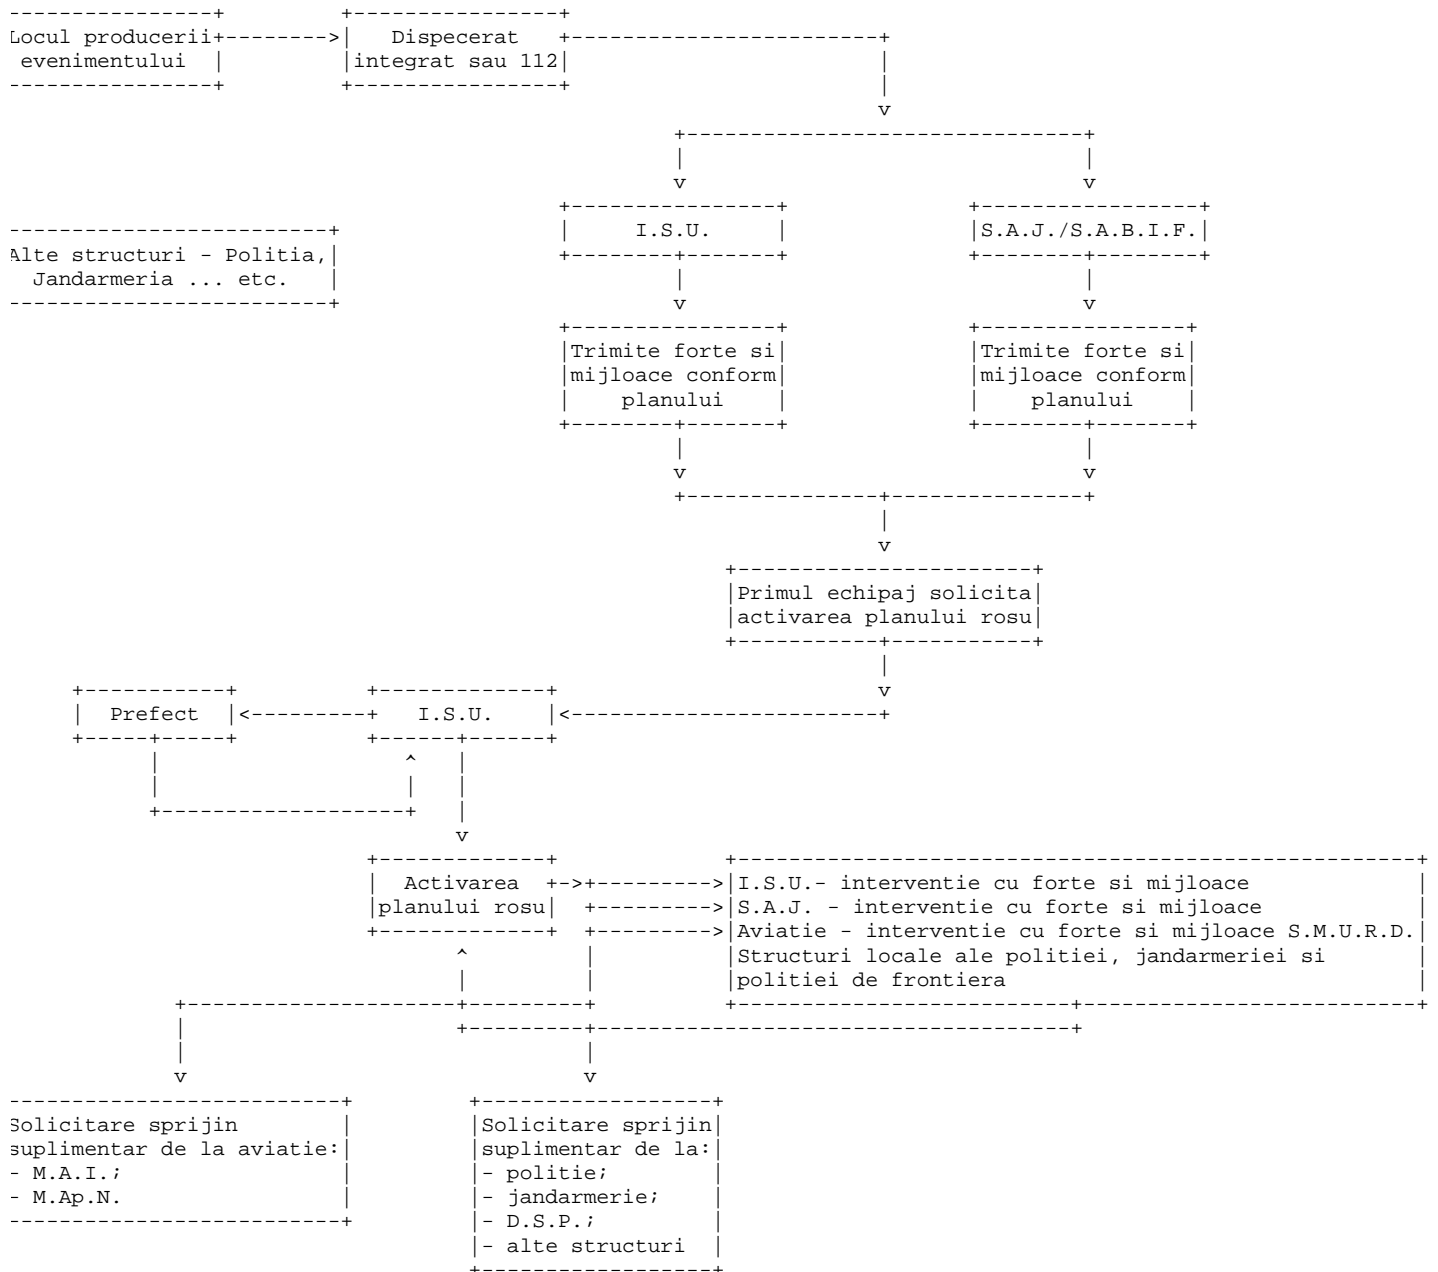 Locul producerii
evenimentului
Dispecerat
integrat sau 112
I.S.U.
S.A.J./S.A.B.I.F.
Alte structuri - Politia,
Jandarmeria ... etc.
Trimite forte si
mijloace conform
planului
Trimite forte si
mijloace conform
planului
Primul echipaj solicita
activarea planului rosu
Prefect
I.S.U.
Activarea
planului rosu
I.S.U.- interventie cu forte si mijloace
S.A.J. - interventie cu forte si mijloace
Aviatie - interventie cu forte si mijloace S.M.U.R.D.
Structuri locale ale politiei, jandarmeriei si
politiei de frontiera
Solicitare sprijin
suplimentar de la aviatie:
- M.A.I.;
- M.Ap.N.
Solicitare sprijin
suplimentar de la:
- politie;
- jandarmerie;
- D.S.P.;
- alte structuri